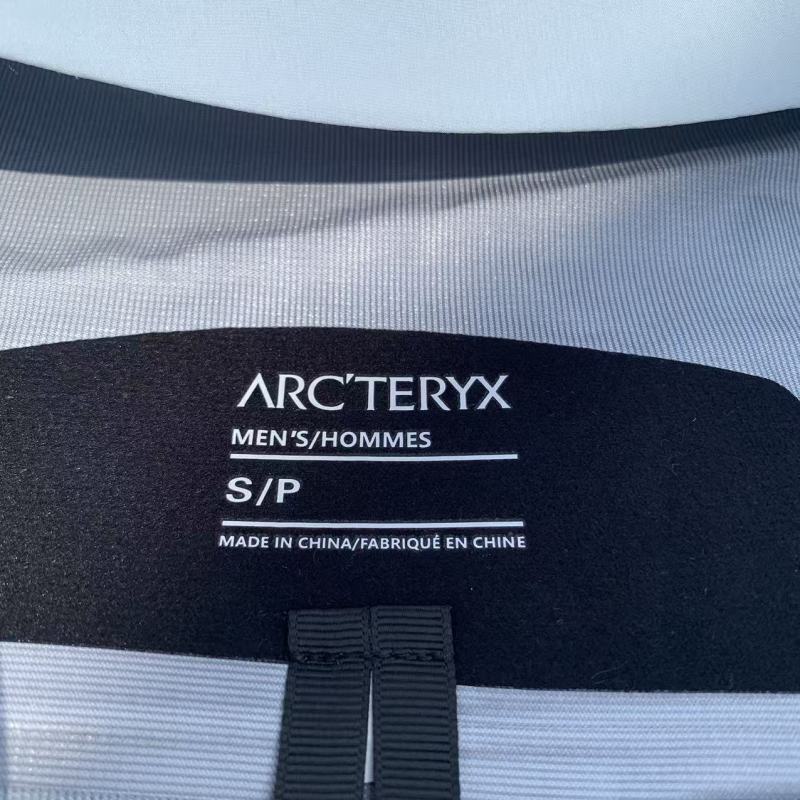 ARC'TERYX
MEN'S/HOMMES
S/P
MADE IN CHINA/FABRIQUÉ EN CHINE